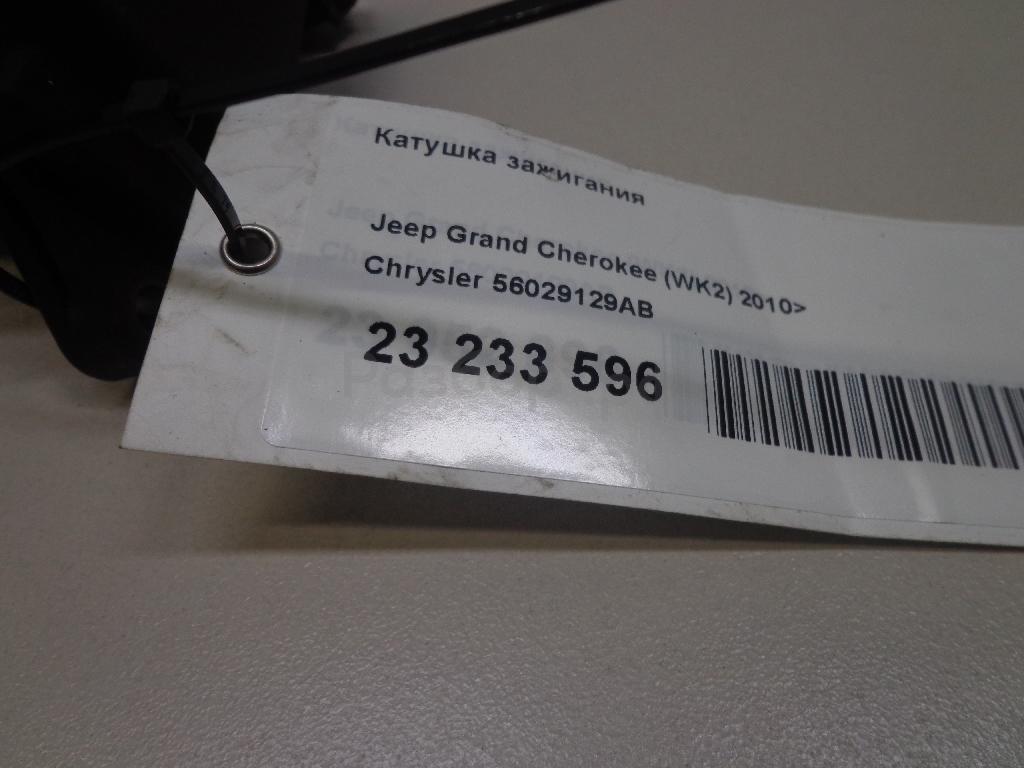 Катушка зажигания
Jeep Grand Cherokee (WK2) 2010>
Chrysler 56029129AB
23 233 596